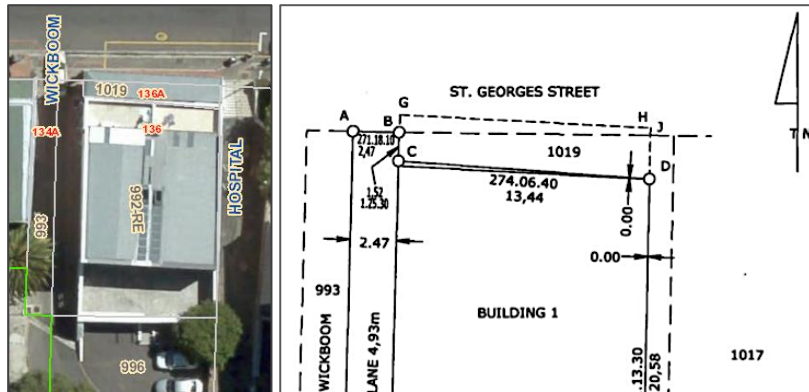 WICKBOOM
1019
136A
134A
136
HOSPITAL
992-RE
993
996
ST. GEORGES STREET
A
B
G
H
J
T N
271.18.10
2,47
C
1019
D
274.06.40
13,44
1.52
1.25.30
0.00
2.47
0.00
993
BUILDING 1
WICKBOOM
LANE 4,93m
.13.30
20,58
1017